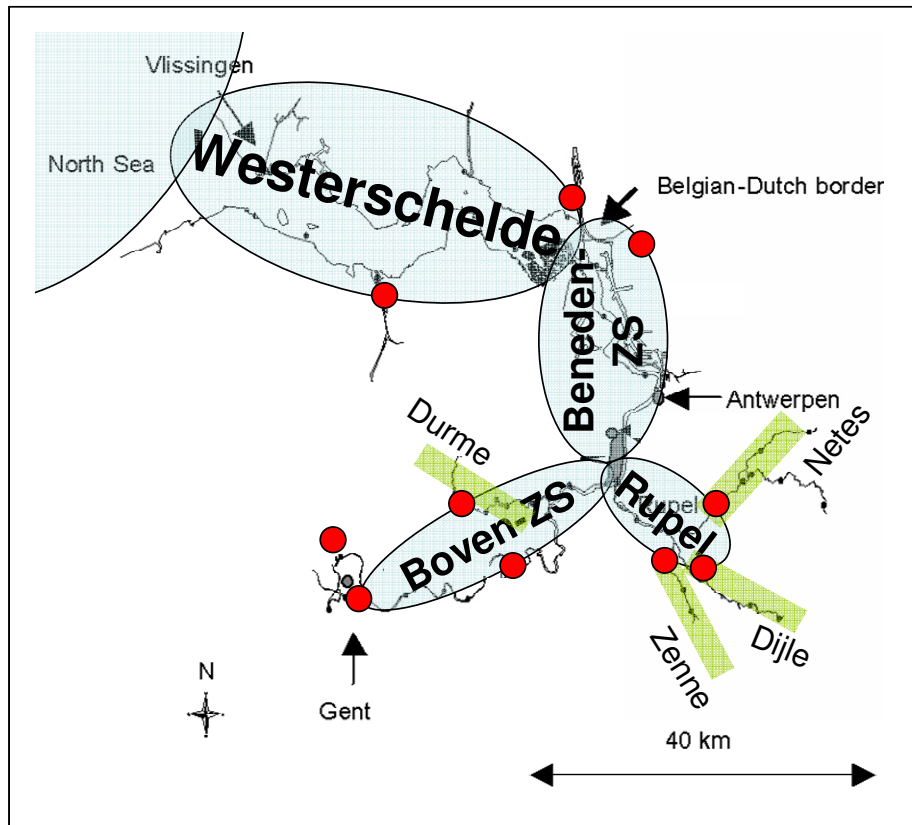 Vlissingen
North Sea
Westerschelde
Belgian-Dutch border
Beneden-
ZS
Antwerpen
Durme
Netes
Boven-ZS
Rupel
Zenne
Dijle
Gent
N
40 km